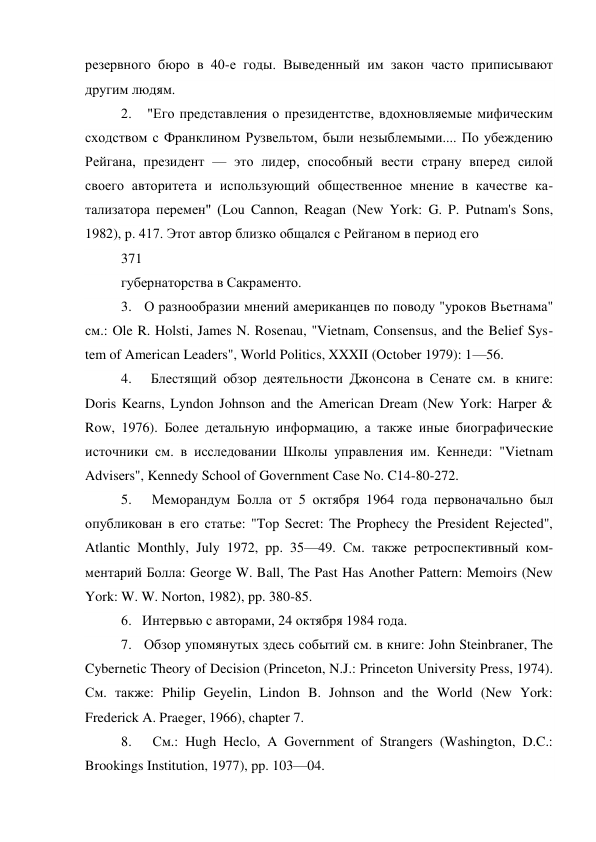 резервного бюро в 40-е годы. Выведенный им закон часто приписывают
другим людям.
2. "Его представления о президентстве, вдохновляемые мифическим
сходством с Франклином Рузвельтом, были незыблемыми.... По убеждению
Рейгана, президент — это лидер, способный вести страну вперед силой
своего авторитета и использующий общественное мнение в качестве ка-
тализатора перемен" (Lou Cannon, Reagan (New York: G. P. Putnam's Sons,
1982), p. 417. Этот автор близко общался с Рейганом в период его
371
губернаторства в Сакраменто.
3. О разнообразии мнений американцев по поводу "уроков Вьетнама"
см.: Ole R. Holsti, James N. Rosenau, "Vietnam, Consensus, and the Belief Sys-
tem of American Leaders", World Politics, XXXII (October 1979): 1—56.
4. Блестящий обзор деятельности Джонсона в Сенате см. в книге:
Doris Kearns, Lyndon Johnson and the American Dream (New York: Harper &
Row, 1976). Более детальную информацию, а также иные биографические
источники см. в исследовании Школы управления им. Кеннеди: "Vietnam
Advisers", Kennedy School of Government Case No. C14-80-272.
5. Меморандум Болла от 5 октября 1964 года первоначально был
опубликован в его статье: "Top Secret: The Prophecy the President Rejected",
Atlantic Monthly, July 1972, pp. 35—49. См. также ретроспективный ком-
ментарий Болла: George W. Ball, The Past Has Another Pattern: Memoirs (New
York: W. W. Norton, 1982), pp. 380-85.
6. Интервью с авторами, 24 октября 1984 года.
7. Обзор упомянутых здесь событий см. в книге: John Steinbraner, The
Cybernetic Theory of Decision (Princeton, N.J.: Princeton University Press, 1974).
См. также: Philip Geyelin, Lindon B. Johnson and the World (New York:
Frederick A. Praeger, 1966), chapter 7.
8. См.: Hugh Heclo, A Government of Strangers (Washington, D.C.:
Brookings Institution, 1977), pp. 103—04.